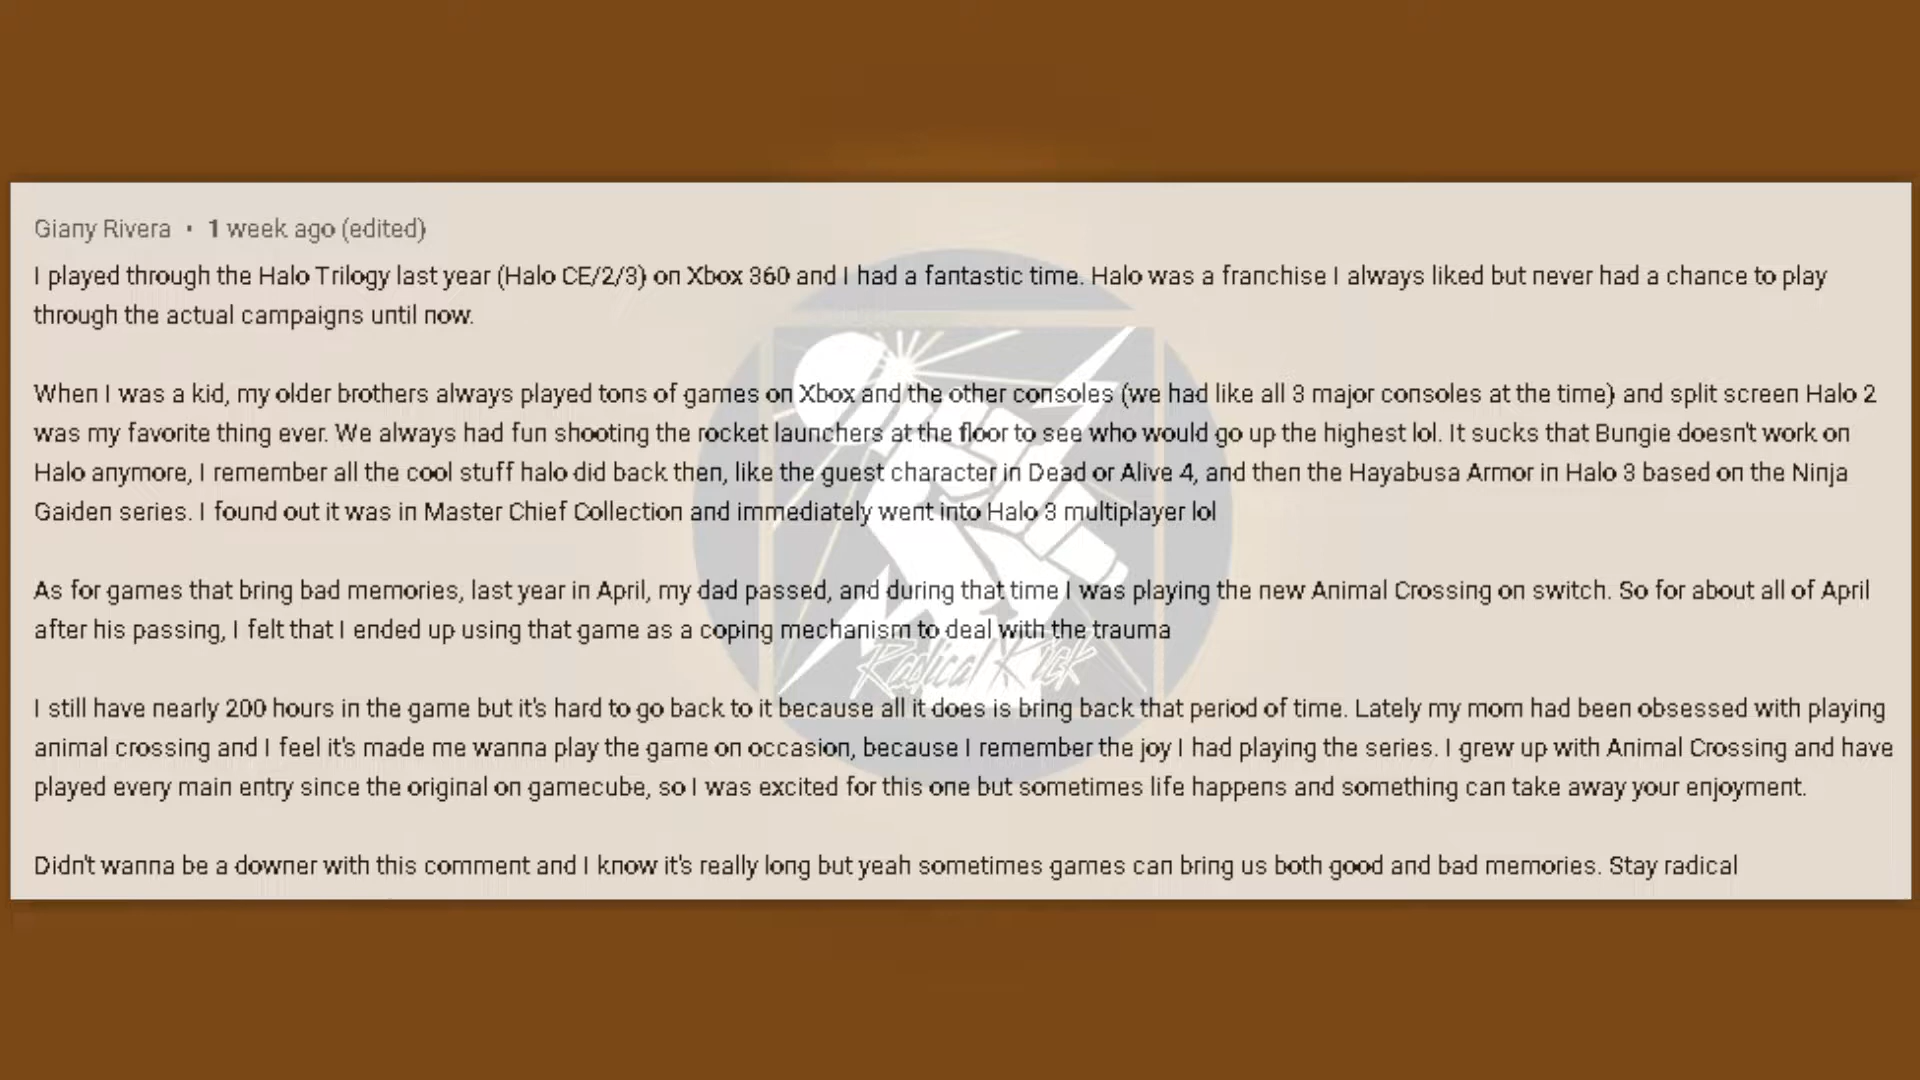 Giany Rivera • 1 week ago (edited)
I played through the Halo Trilogy last year (Halo CE/2/3) on Xbox 360 and I had a fantastic time. Halo was a franchise I always liked but never had a chance to play
through the actual campaigns until now.
When I was a kid, my older brothers always played tons of games on Xbox and the other consoles (we had like all 3 major consoles at the time) and split screen Halo 2
was my favorite thing ever. We always had fun shooting the rocket launchers at the floor to see who would go up the highest lol. It sucks that Bungie doesn't work on
Halo anymore, I remember all the cool stuff halo did back then, like the guest character in Dead or Alive 4, and then the Hayabusa Armor in Halo 3 based on the Ninja
Gaiden series. I found out it was in Master Chief Collection and immediately went into Halo 3 multiplayer lol
As for games that bring bad memories, last year in April, my dad passed, and during that time I was playing the new Animal Crossing on switch. So for about all of April
after his passing, I felt that I ended up using that game as a coping mechanism to deal with the trauma
Radical Kick
I still have nearly 200 hours in the game but it's hard to go back to it because all it does is bring back that period of time. Lately my mom had been obsessed with playing
animal crossing and I feel it's made me wanna play the game on occasion, because I remember the joy I had playing the series. I grew up with Animal Crossing and have
played every main entry since the original on gamecube, so I was excited for this one but sometimes life happens and something can take away your enjoyment.
Didn't wanna be a downer with this comment and I know it's really long but yeah sometimes games can bring us both good and bad memories. Stay radical